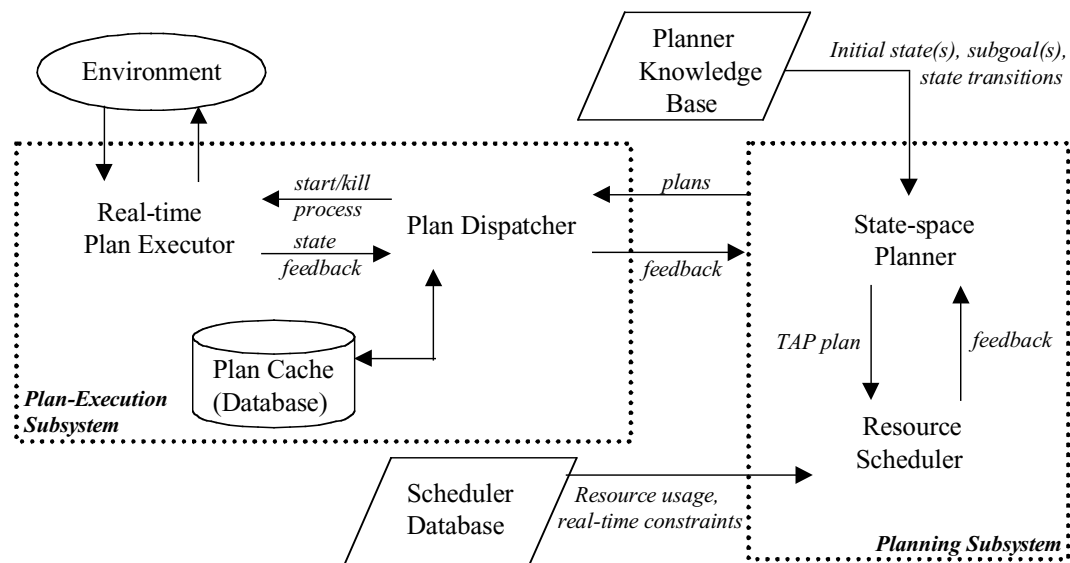 Environment
Planner
Knowledge
Base
Initial state(s), subgoal(s),
state transitions
Real-time
Plan Executor
start/kill
process
state
feedback
Plan Dispatcher
plans
feedback
State-space
Planner
TAP plan
feedback
Plan Cache
(Database)
Plan-Execution
Subsystem
Resource
Scheduler
Scheduler
Database
Resource usage,
real-time constraints
Planning Subsystem